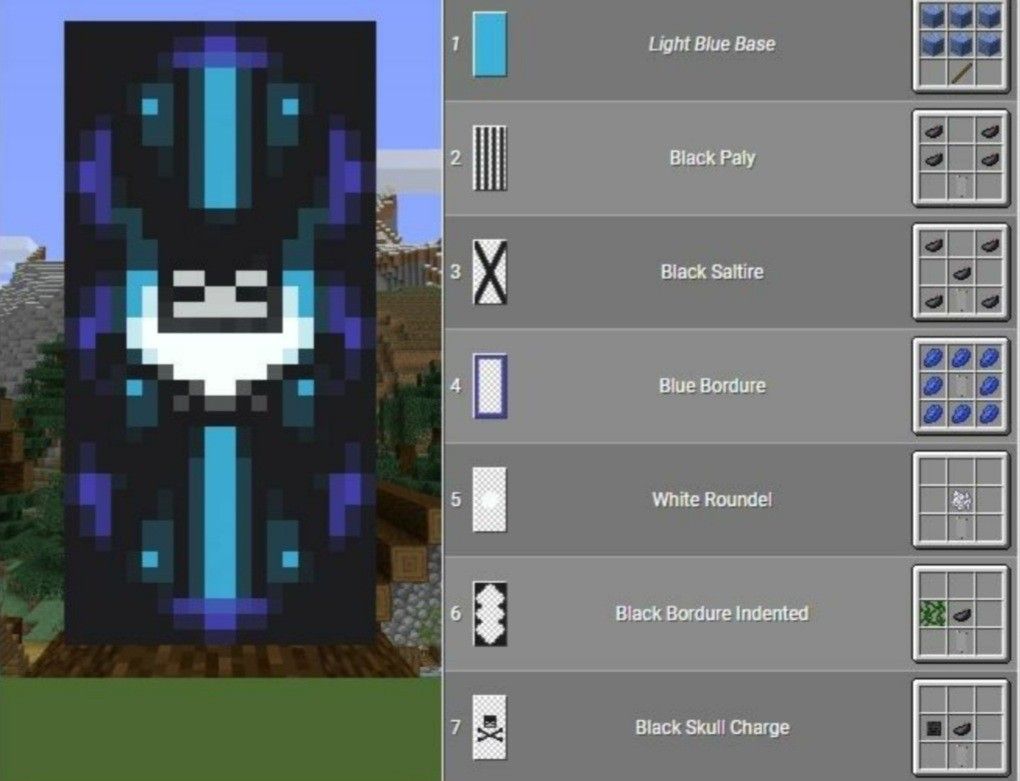 1 Light Blue Base
2 Black Paly
3 Black Saltire
4 Blue Bordure
5 White Roundel
6 Black Bordure Indented
7 Black Skull Charge